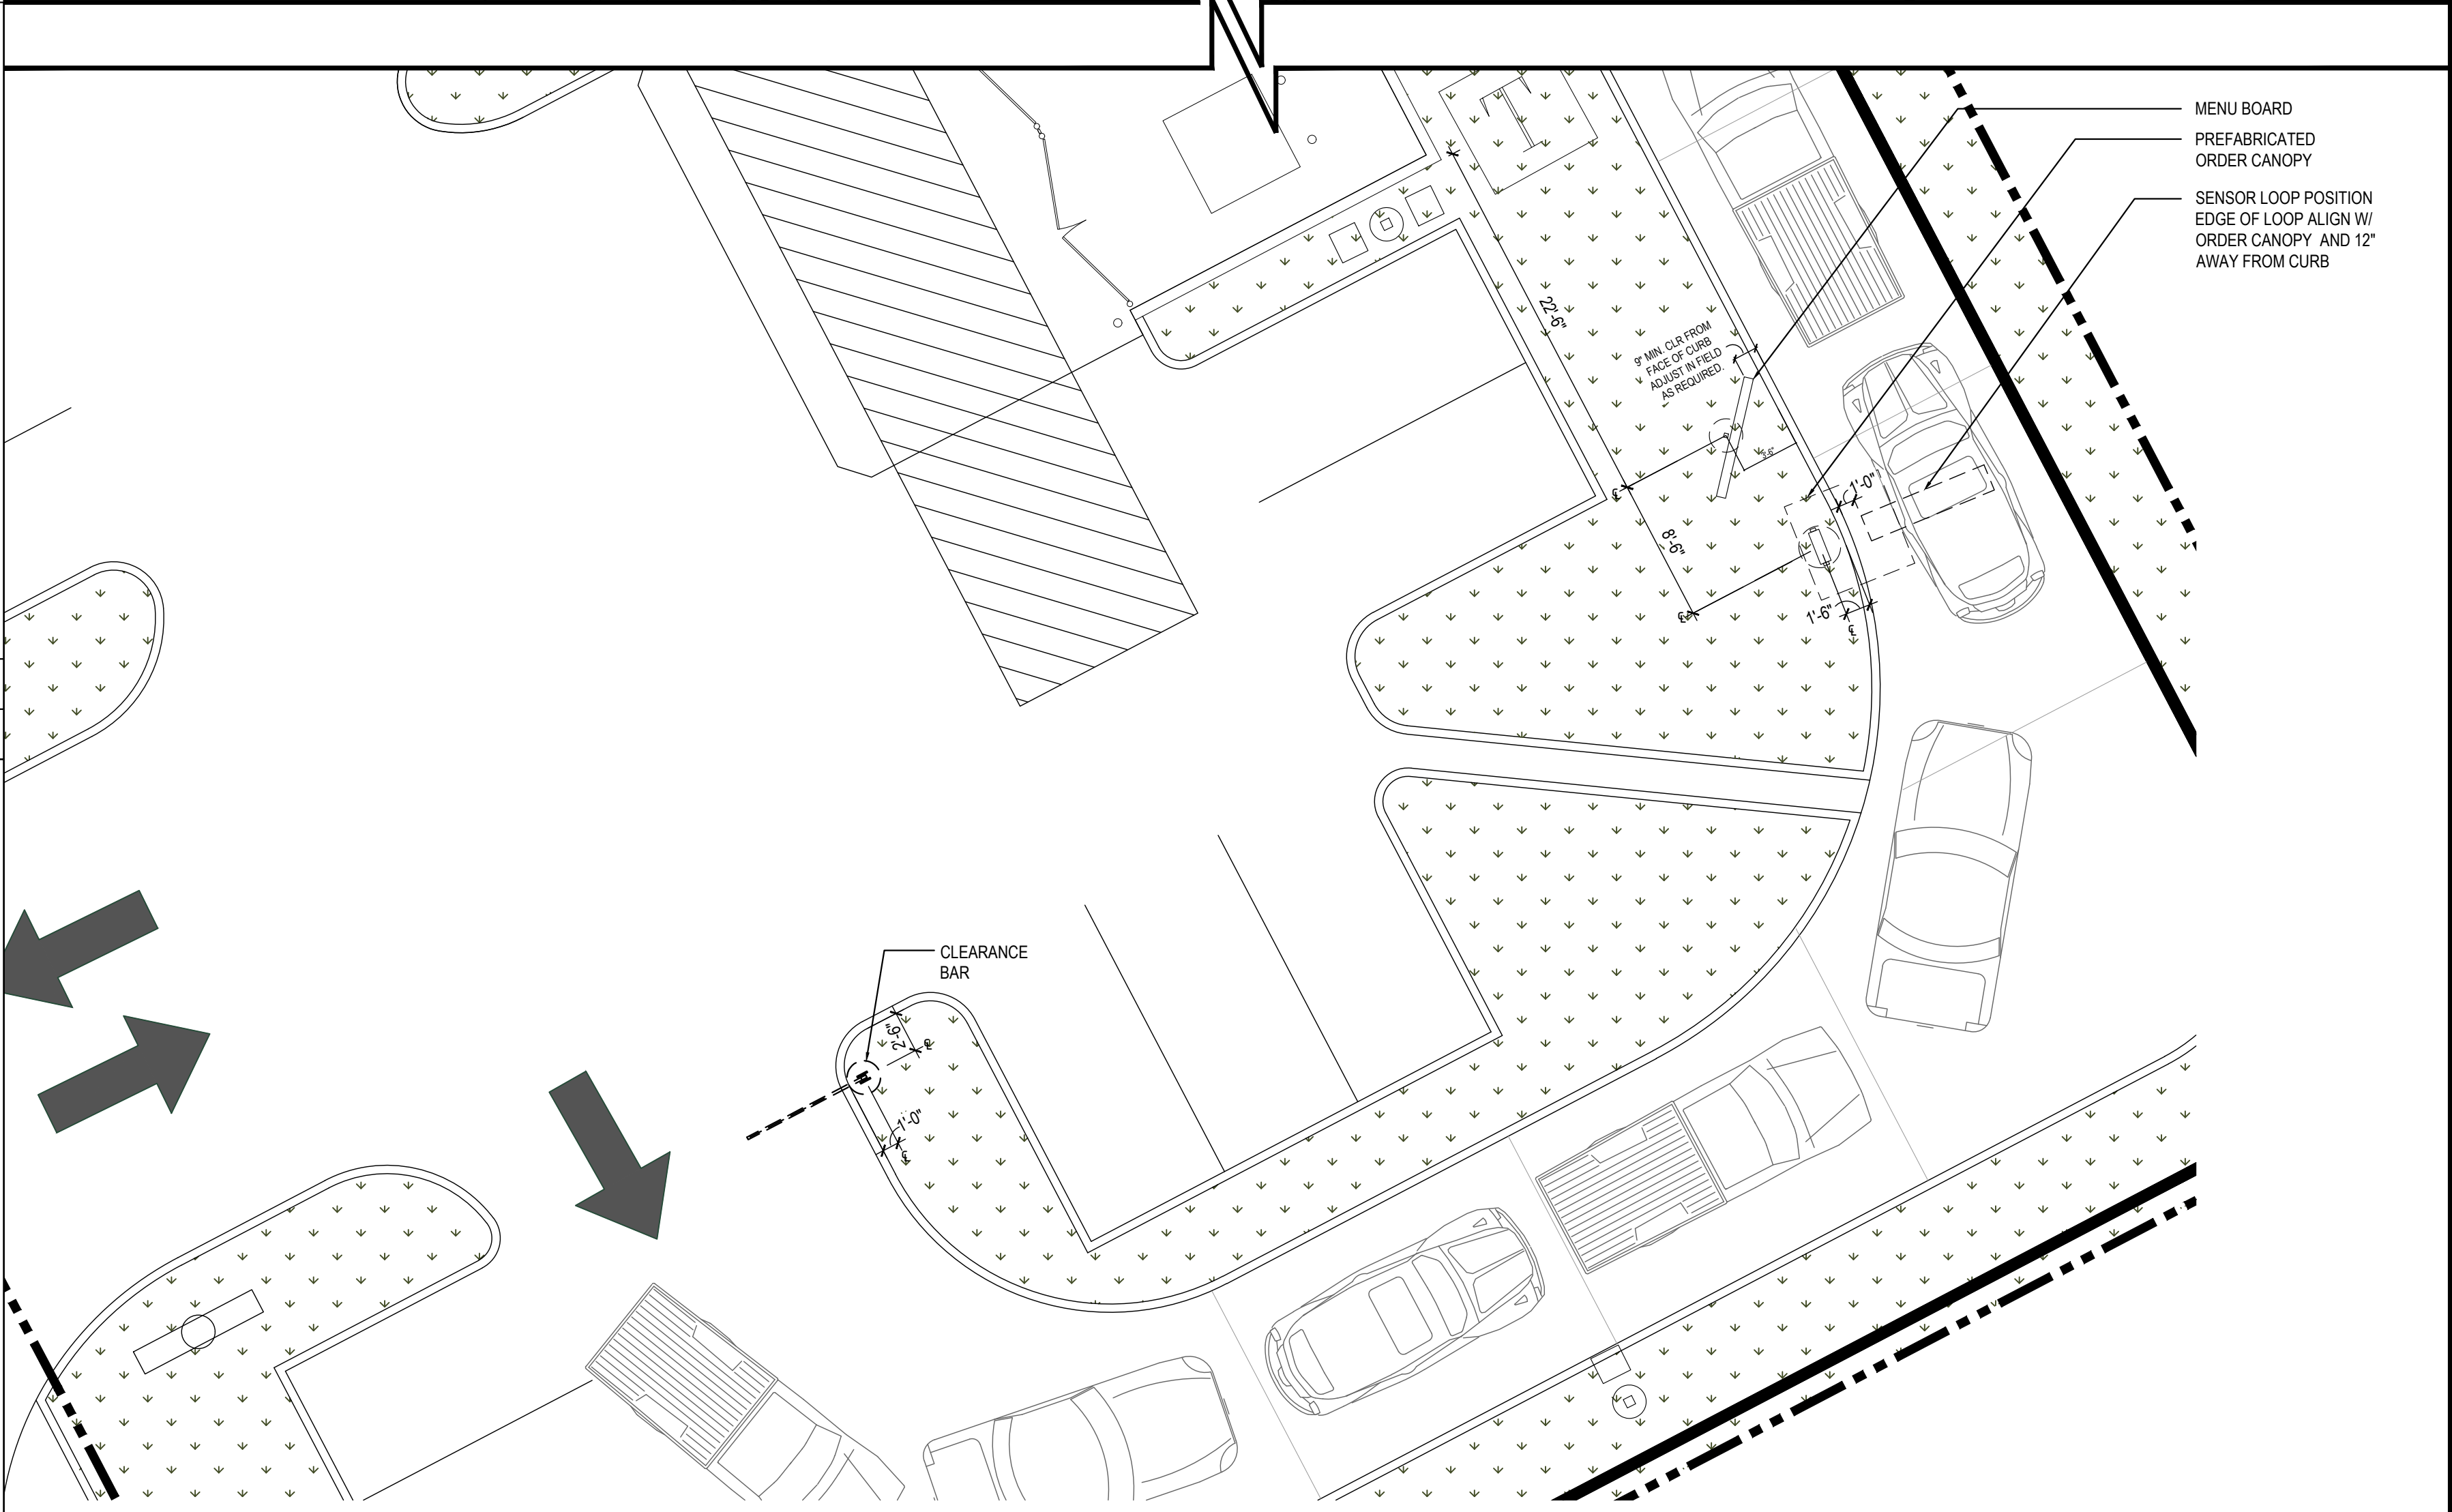 MENU BOARD
PREFABRICATED
ORDER CANOPY
SENSOR LOOP POSITION
EDGE OF LOOP ALIGN W/
ORDER CANOPY AND 12"
AWAY FROM CURB
22'-6"
9" MIN. CLR FROM
FACE OF CURB
ADJUST IN FIELD
AS REQUIRED.
1'-0"
℄
8'-6"
℄
1'-6"
℄
CLEARANCE
BAR
2'-6"
℄
1'-0"
℄